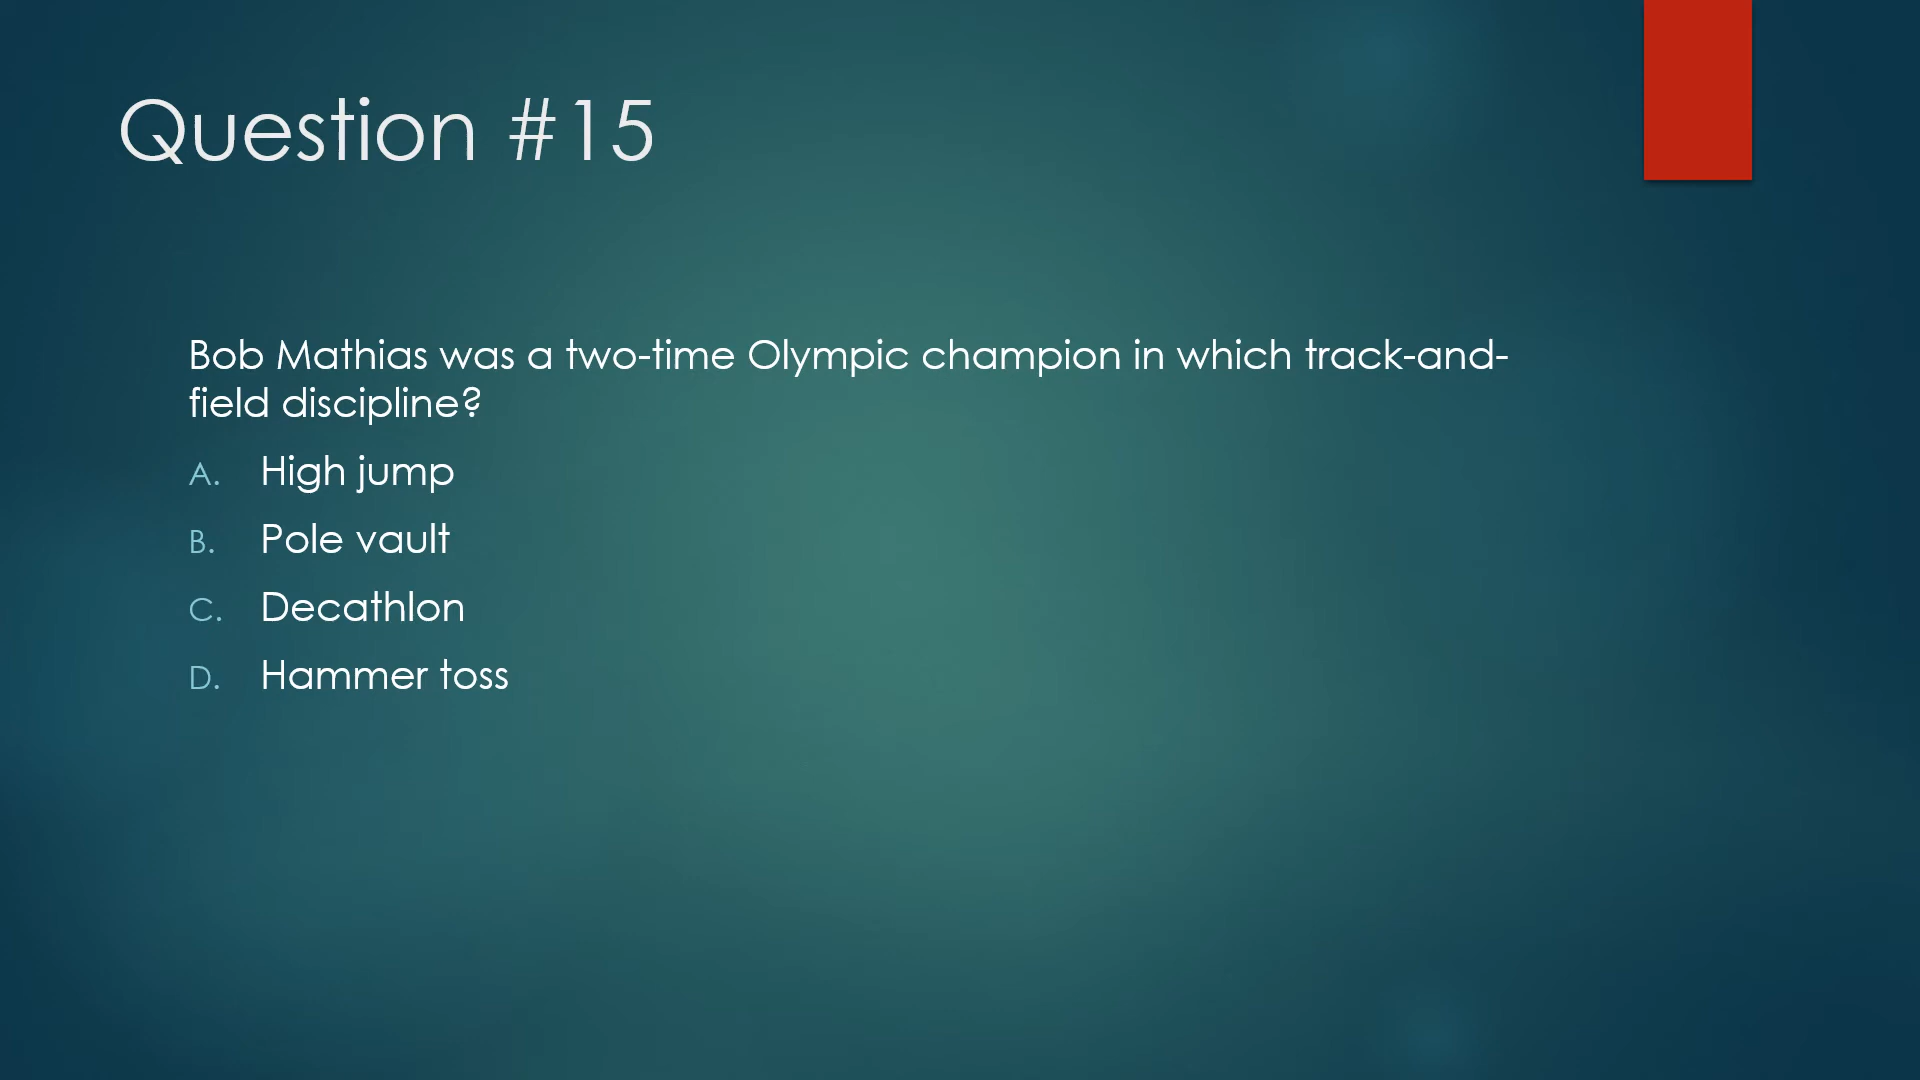 Question #15
Bob Mathias was a two-time Olympic champion in which track-and-
field discipline?
A. High jump
B. Pole vault
C. Decathlon
D. Hammer toss